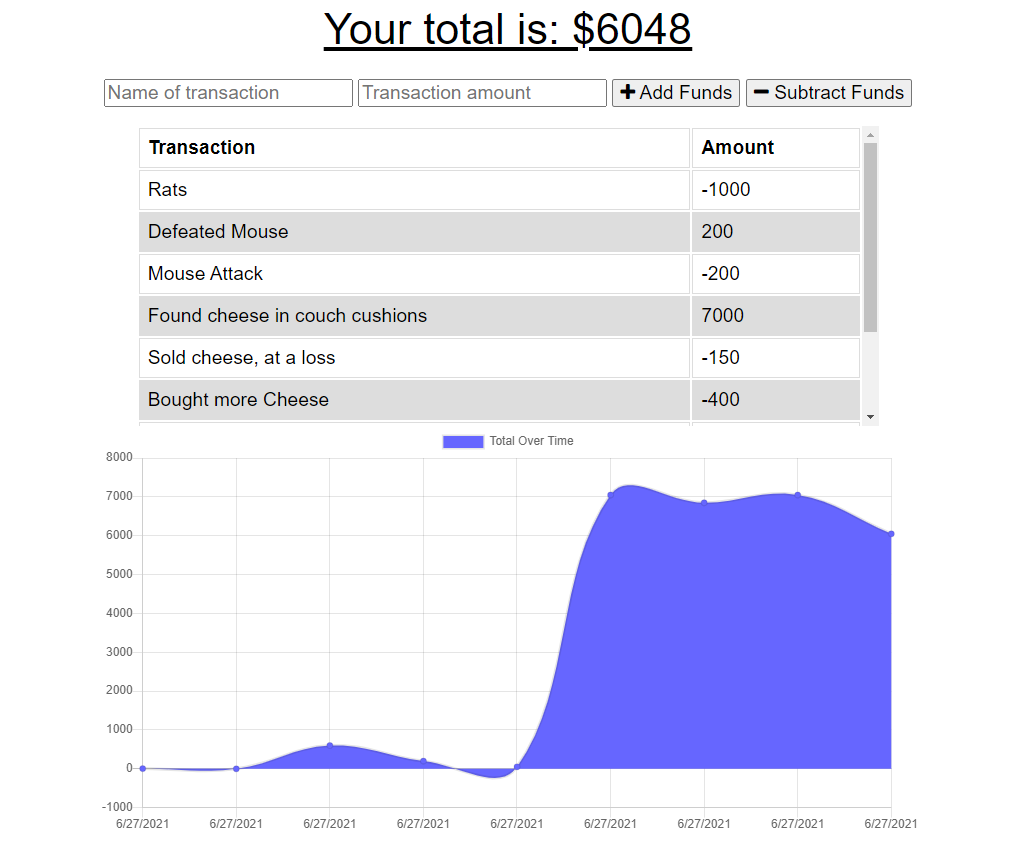 Your total is: $6048
Name of transaction Transaction amount Add Funds Subtract Funds
Transaction Amount
Rats -1000
Defeated Mouse 200
Mouse Attack -200
Found cheese in couch cushions 7000
Sold cheese, at a loss -150
Bought more Cheese -400
Total Over Time
8000
7000
6000
5000
4000
3000
2000
1000
0
-1000
6/27/2021 6/27/2021 6/27/2021 6/27/2021 6/27/2021 6/27/2021 6/27/2021 6/27/2021 6/27/2021